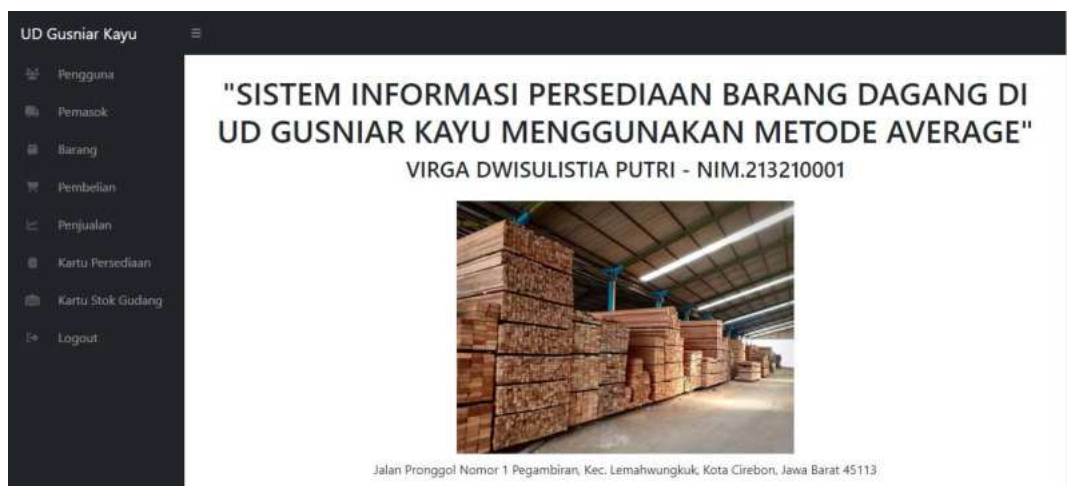 UD Gusniar Kayu
Pengguna
Pemasok
Barang
Pembelian
Penjualan
Kartu Persediaan
Kartu Stok Gudang
Logout
"SISTEM INFORMASI PERSEDIAAN BARANG DAGANG DI
UD GUSNIAR KAYU MENGGUNAKAN METODE AVERAGE"
VIRGA DWISULISTIA PUTRI - NIM.213210001
Jalan Pronggol Nomor 1 Pegambiran, Kec. Lemahwungkuk, Kota Cirebon, Jawa Barat 45113